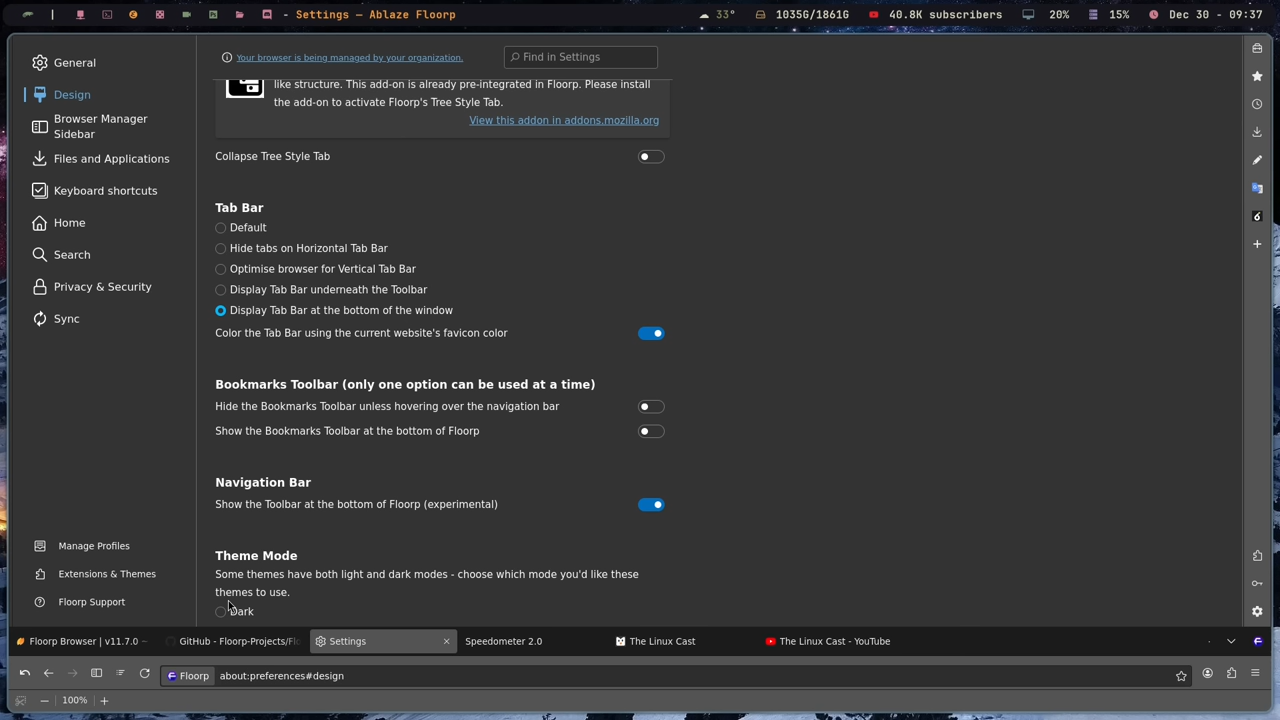 - Settings — Ablaze Floorp
33°
1035G/1861G
40.8K subscribers
20%
15%
Dec 30 - 09:37
General
Design
Browser Manager
Sidebar
Files and Applications
Keyboard shortcuts
Home
Search
Privacy & Security
Sync
Manage Profiles
Extensions & Themes
Floorp Support
Your browser is being managed by your organization.
Find in Settings
like structure. This add-on is already pre-integrated in Floorp. Please install
the add-on to activate Floorp's Tree Style Tab.
View this addon in addons.mozilla.org
Collapse Tree Style Tab
Tab Bar
Default
Hide tabs on Horizontal Tab Bar
Optimise browser for Vertical Tab Bar
Display Tab Bar underneath the Toolbar
Display Tab Bar at the bottom of the window
Color the Tab Bar using the current website's favicon color
Bookmarks Toolbar (only one option can be used at a time)
Hide the Bookmarks Toolbar unless hovering over the navigation bar
Show the Bookmarks Toolbar at the bottom of Floorp
Navigation Bar
Show the Toolbar at the bottom of Floorp (experimental)
Theme Mode
Some themes have both light and dark modes - choose which mode you'd like these
themes to use.
Dark
Floorp Browser | v11.7.0
GitHub - Floorp-Projects/Flo
Settings
Speedometer 2.0
The Linux Cast
The Linux Cast - YouTube
Floorp
about:preferences#design
100%